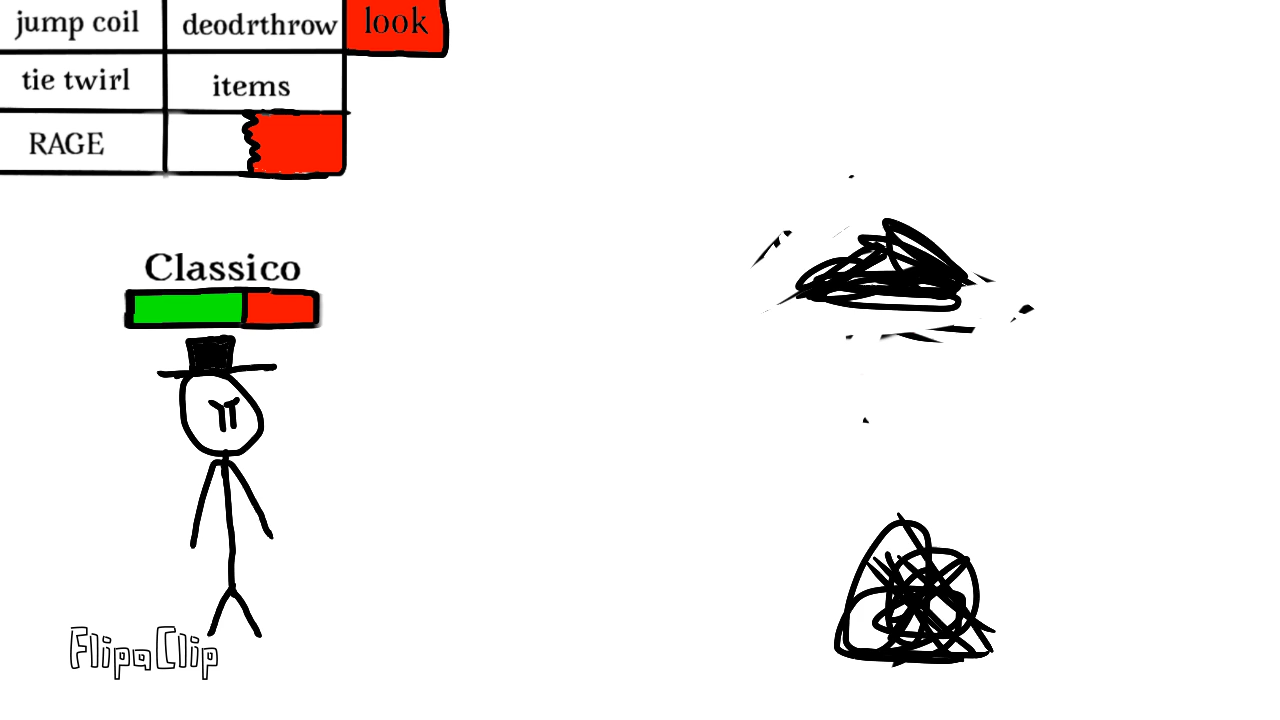 jump coil deodrthrow look
tie twirl items
RAGE
Classico
FlipaClip